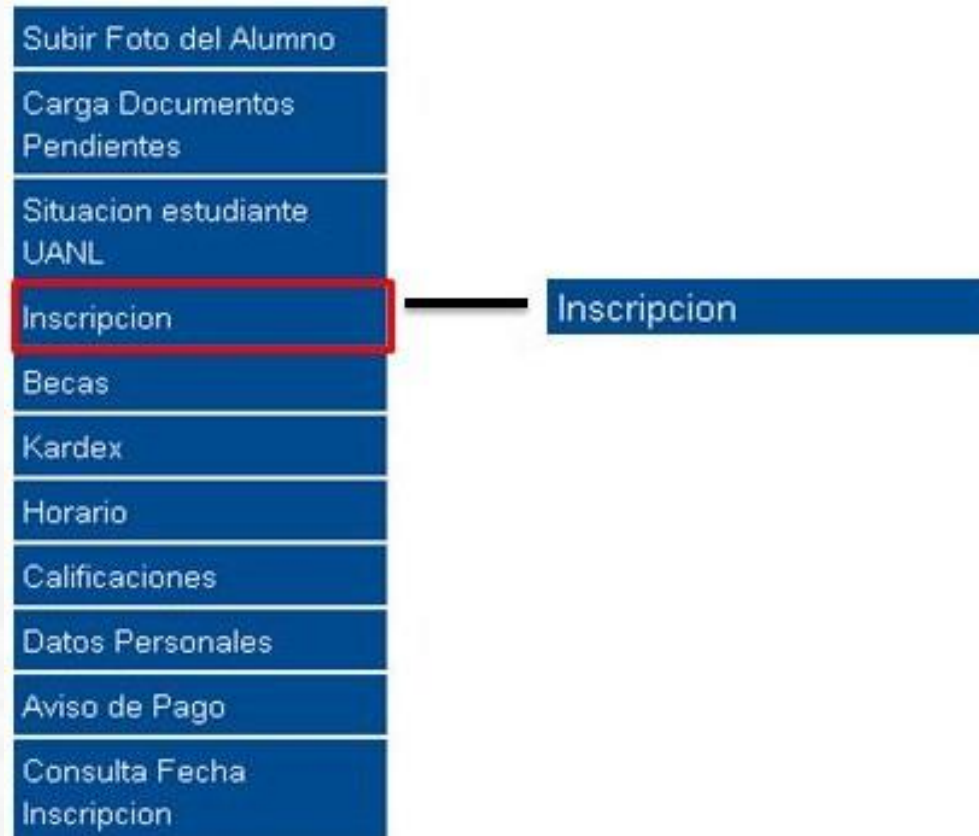 Subir Foto del Alumno
Carga Documentos
Pendientes
Situacion estudiante
UANL
Inscripcion
Inscripcion
Becas
Kardex
Horario
Calificaciones
Datos Personales
Aviso de Pago
Consulta Fecha
Inscripcion